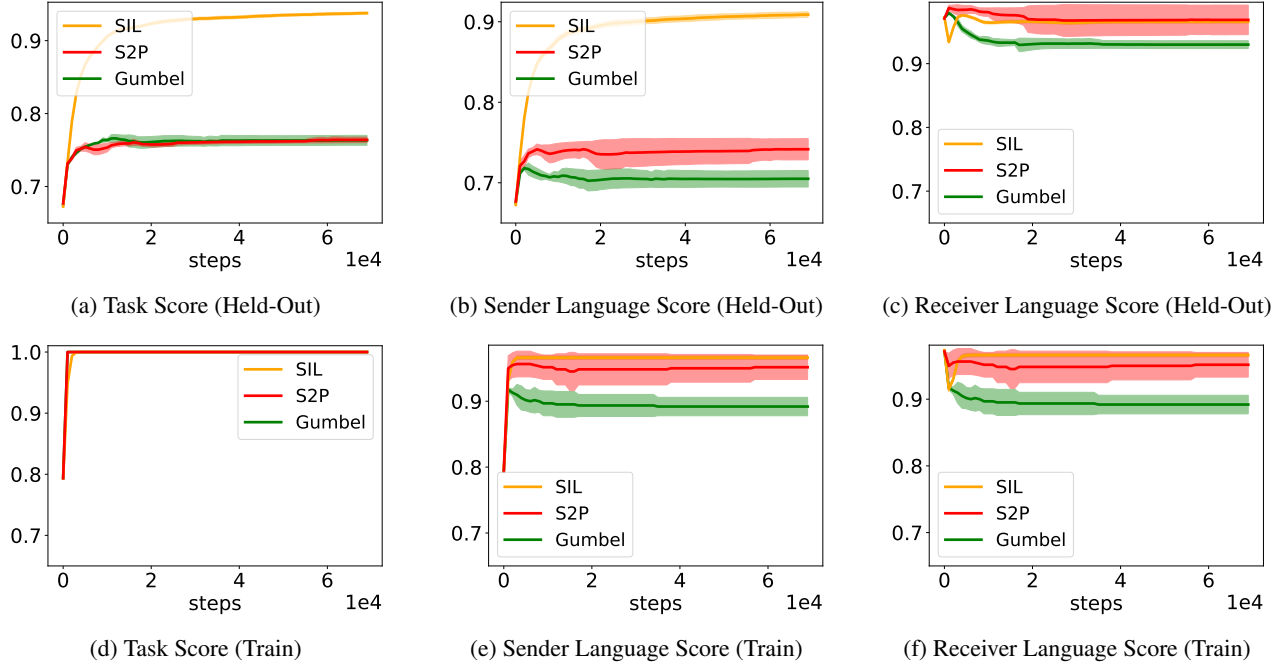 0.9
0.8
0.7
SIL
S2P
Gumbel
0 2 4 6
steps 1e4
(a) Task Score (Held-Out)
0.9
0.8
0.7
SIL
S2P
Gumbel
0 2 4 6
steps 1e4
(b) Sender Language Score (Held-Out)
0.9
0.8
0.7
SIL
S2P
Gumbel
0 2 4 6
steps 1e4
(c) Receiver Language Score (Held-Out)
1.0
0.9
0.8
0.7
SIL
S2P
Gumbel
0 2 4 6
steps 1e4
(d) Task Score (Train)
0.9
0.8
0.7
SIL
S2P
Gumbel
0 2 4 6
steps 1e4
(e) Sender Language Score (Train)
0.9
0.8
0.7
SIL
S2P
Gumbel
0 2 4 6
steps 1e4
(f) Receiver Language Score (Train)